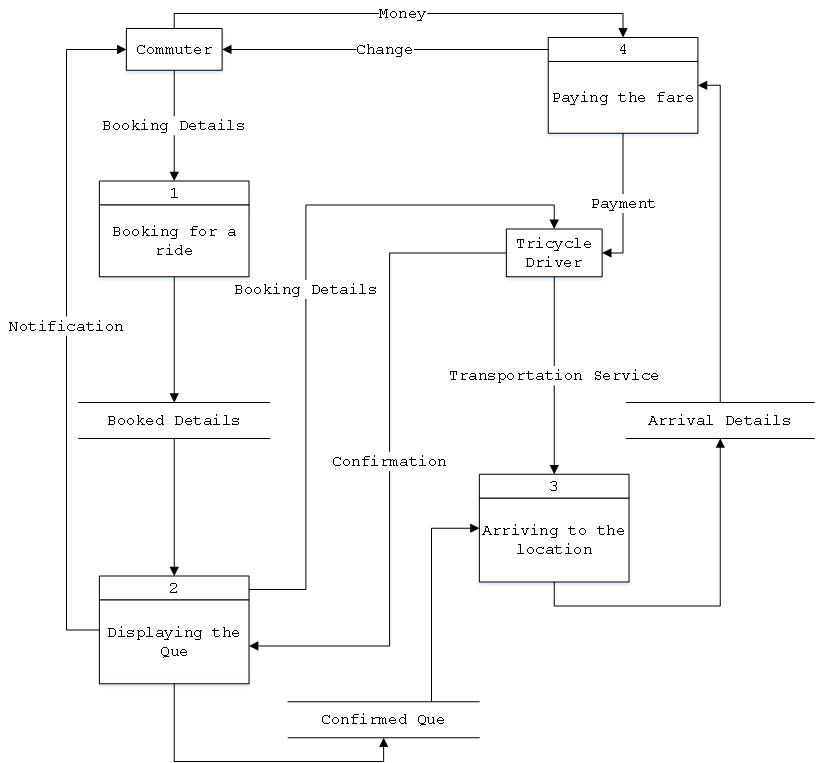 Money
Commuter
Change
4
Paying the fare
Booking Details
1
Booking for a
ride
Payment
Tricycle
Driver
Booking Details
Notification
Transportation Service
Booked Details
Arrival Details
Confirmation
3
Arriving to the
location
2
Displaying the
Que
Confirmed Que